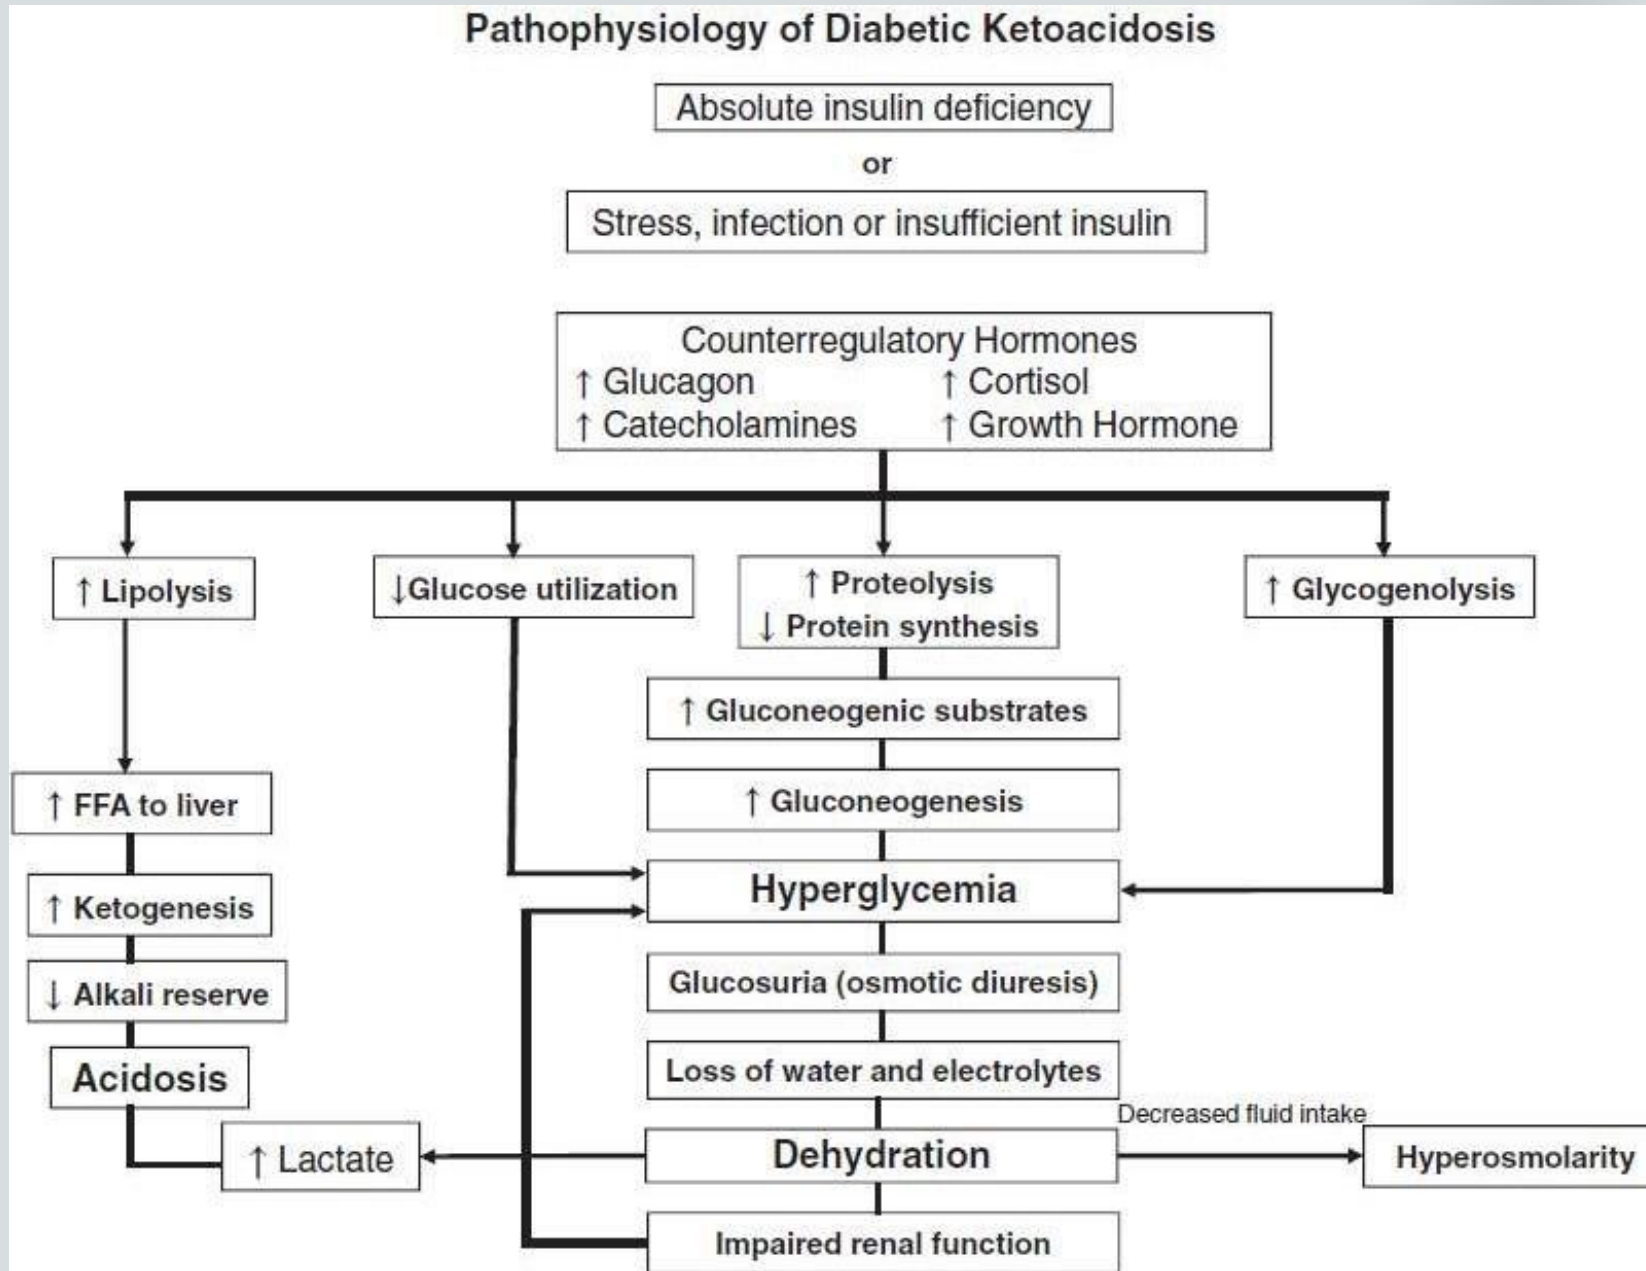 Pathophysiology of Diabetic Ketoacidosis
Absolute insulin deficiency
or
Stress, infection or insufficient insulin
Counterregulatory Hormones
↑ Glucagon ↑ Cortisol
↑ Catecholamines ↑ Growth Hormone
↑ Lipolysis
↓Glucose utilization
↑ Proteolysis
↓ Protein synthesis
↑ Glycogenolysis
↑ Gluconeogenic substrates
↑ FFA to liver
↑ Gluconeogenesis
Hyperglycemia
↑ Ketogenesis
↓ Alkali reserve
Glucosuria (osmotic diuresis)
Acidosis
Loss of water and electrolytes
Decreased fluid intake
↑ Lactate
Dehydration
Hyperosmolarity
Impaired renal function